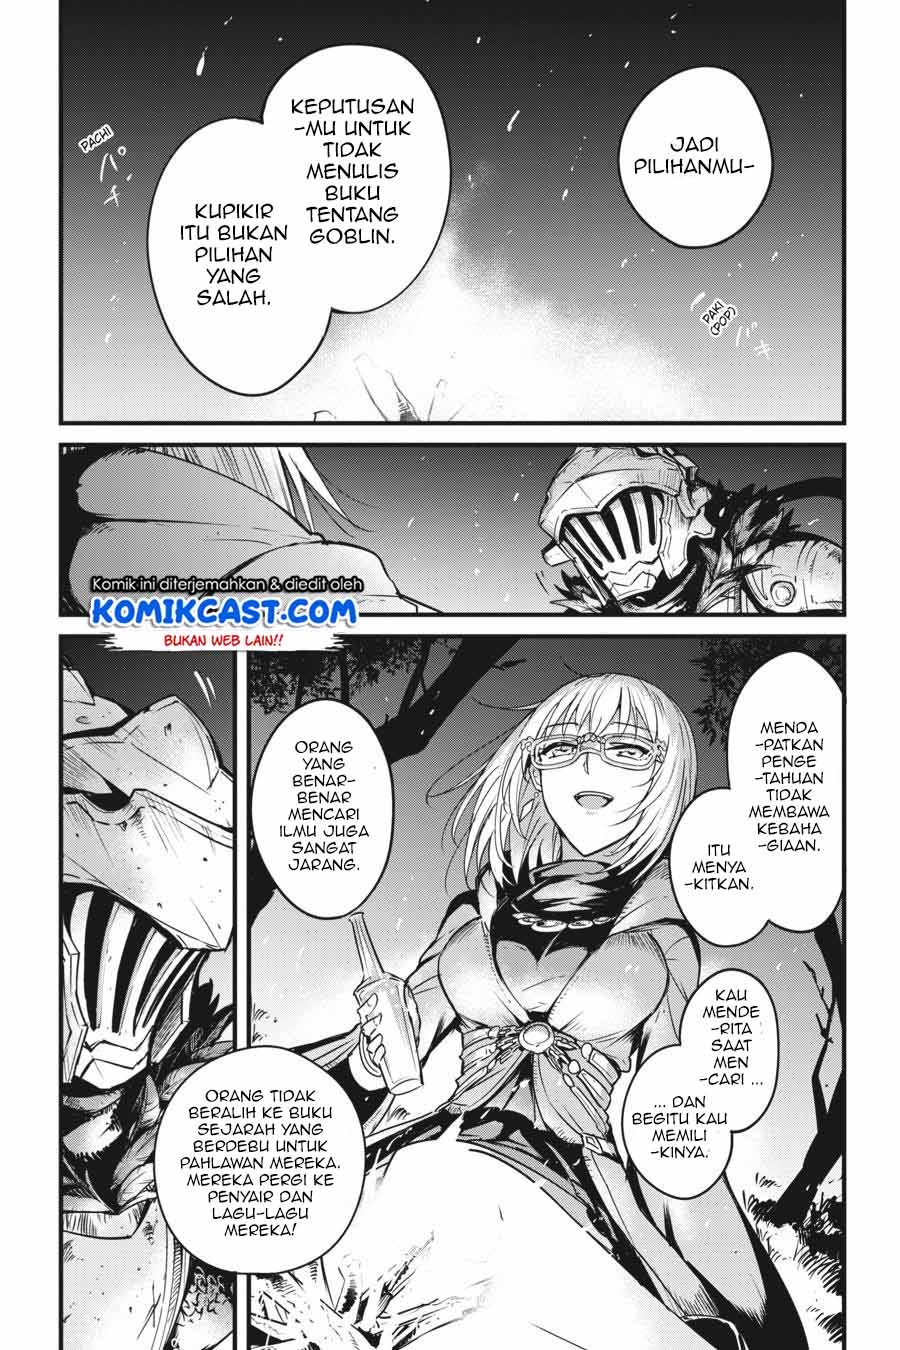 JADI
PILIHANMU-
KEPUTUSAN
-MU UNTUK
TIDAK
MENULIS
BUKU
TENTANG
GOBLIN.
KUPIKIR
ITU BUKAN
PILIHAN
YANG
SALAH.
PACHI
パチ
PAKI
(POP)
パキ
Komik ini diterjemahkan & diedit oleh
KOMIKCAST.COM
BUKAN WEB LAIN!!
MENDA
-PATKAN
PENGE
-TAHUAN
TIDAK
MEMBAWA
KEBAHA
-GIAAN.
ITU
MENYA
-KITKAN.
KAU
MENDE
-RITA
SAAT
MEN
-CARI ...
... DAN
BEGITU KAU
MEMILI
-KINYA.
ORANG
YANG
BENAR-
BENAR
MENCARI
ILMU JUGA
SANGAT
JARANG.
ORANG TIDAK
BERALIH KE BUKU
SEJARAH YANG
BERDEBU UNTUK
PAHLAWAN MEREKA.
MEREKA PERGI KE
PENYAIR DAN
LAGU-LAGU
MEREKA!